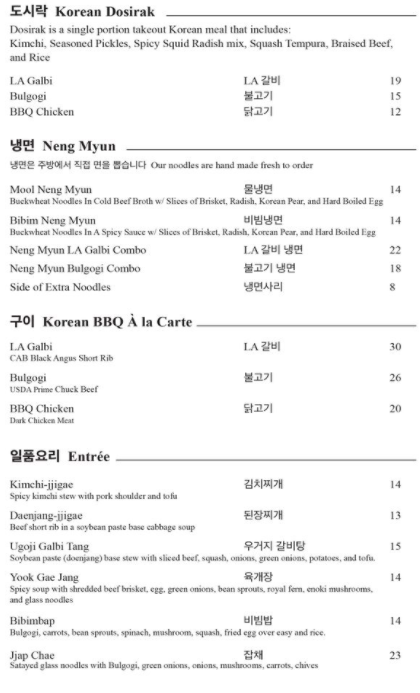 도시락 Korean Dosirak
Dosirak is a single portion takeout Korean meal that includes:
Kimchi, Seasoned Pickles, Spicy Squid Radish mix, Squash Tempura, Braised Beef,
and Rice
LA Galbi LA 갈비 19
Bulgogi 불고기 15
BBQ Chicken 닭고기 12
냉면 Neng Myun
냉면은 주방에서 직접 면을 뽑습니다 Our noodles are hand made fresh to order
Mool Neng Myun 물냉면 14
Buckwheat Noodles In Cold Beef Broth w/ Slices of Brisket, Radish, Korean Pear, and Hard Boiled Egg
Bibim Neng Myun 비빔냉면 14
Buckwheat Noodles In A Spicy Sauce w/ Slices of Brisket, Radish, Korean Pear, and Hard Boiled Egg
Neng Myun LA Galbi Combo LA 갈비 냉면 22
Neng Myun Bulgogi Combo 불고기 냉면 18
Side of Extra Noodles 냉면사리 8
구이 Korean BBQ À la Carte
LA Galbi LA 갈비 30
CAB Black Angus Short Rib
Bulgogi 불고기 26
USDA Prime Chuck Beef
BBQ Chicken 닭고기 20
Dark Chicken Meat
일품요리 Entrée
Kimchi-jjigae 김치찌개 14
Spicy kimchi stew with pork shoulder and tofu
Daenjang-jjigae 된장찌개 13
Beef short rib in a soybean paste base cabbage soup
Ugoji Galbi Tang 우거지 갈비탕 15
Soybean paste (doenjang) base stew with sliced beef, squash, onions, green onions, potatoes, and tofu.
Yook Gae Jang 육개장 14
Spicy soup with shredded beef brisket, egg, green onions, bean sprouts, royal fern, enoki mushrooms,
and glass noodles
Bibimbap 비빔밥 14
Bulgogi, carrots, bean sprouts, spinach, mushroom, squash, fried egg over easy and rice.
Jjap Chae 잡채 23
Satayed glass noodles with Bulgogi, green onions, onions, mushrooms, carrots, chives